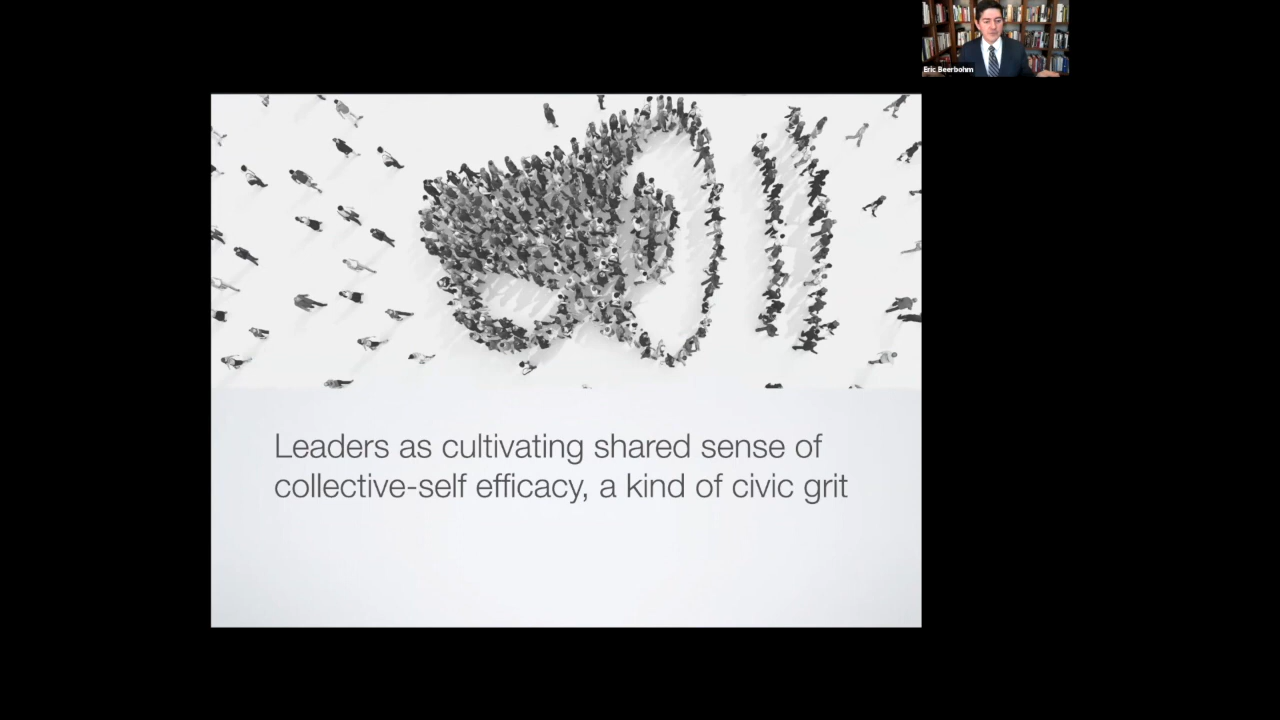 Eric Beerbohm
Leaders as cultivating shared sense of
collective-self efficacy, a kind of civic grit